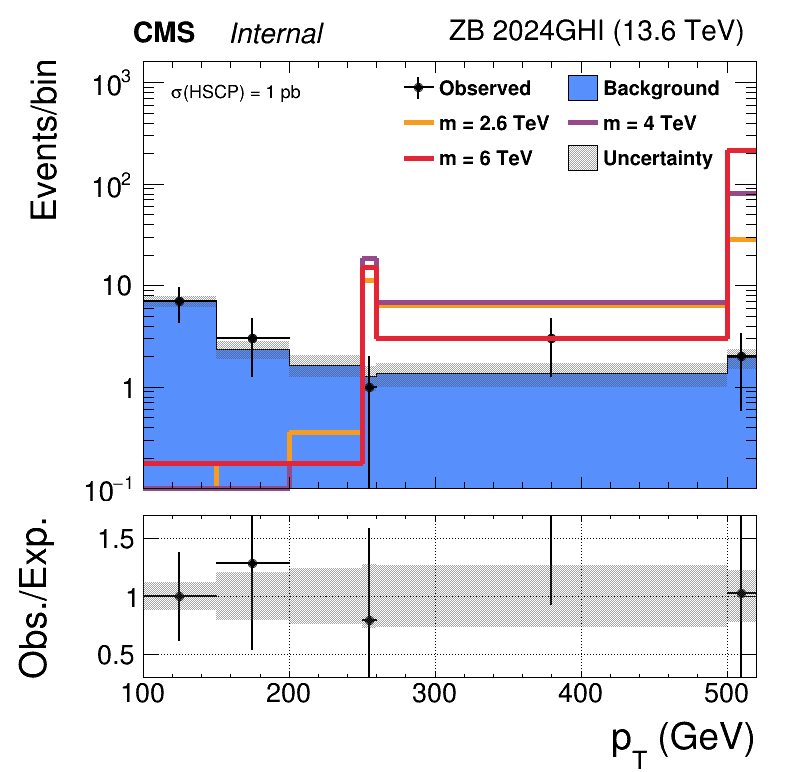 CMS Internal ZB 2024GHI (13.6 TeV)
Events/bin
σ(HSCP) = 1 pb
Observed Background
m = 2.6 TeV m = 4 TeV
m = 6 TeV Uncertainty
10³
10²
10
1
10⁻¹
Obs./Exp.
1.5
1
0.5
100 200 300 400 500
p_T (GeV)